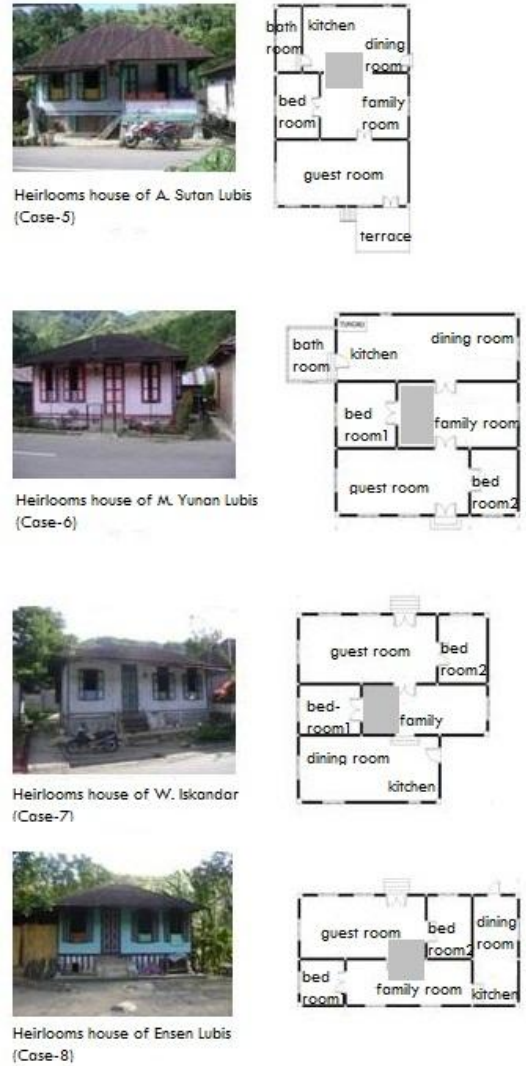 bath
room
kitchen
dining
room
bed
room
family
room
guest room
terrace
Heirlooms house of A. Sutan Lubis
(Case-5)
bath
room
kitchen
dining room
bed
room1
family room
guest room
bed
room2
Heirlooms house of M. Yunan Lubis
(Case-6)
guest room
bed
room2
bed-
room1
family
dining room
kitchen
Heirlooms house of W. Iskandar
(Case-7)
guest room
bed
room2
dining
room
bed
room
family room
kitchen
Heirlooms house of Ensen Lubis
(Case-8)